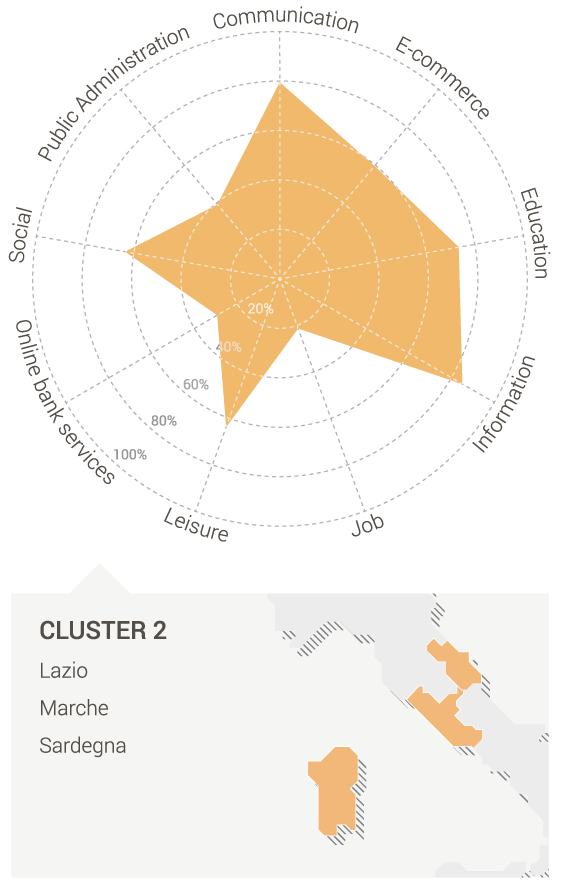 Communication
E-commerce
Education
Information
Job
Leisure
Online bank services
Social
Public Administration
20%
40%
60%
80%
100%
CLUSTER 2
Lazio
Marche
Sardegna